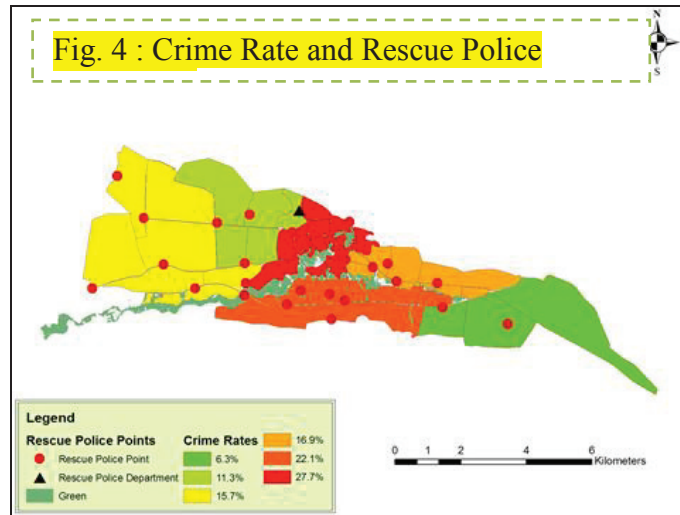 Fig. 4 : Crime Rate and Rescue Police
N
S
Legend
Rescue Police Points
Rescue Police Point
Rescue Police Department
Green
Crime Rates
6.3%
11.3%
15.7%
16.9%
22.1%
27.7%
0 1 2 4 6
Kilometers